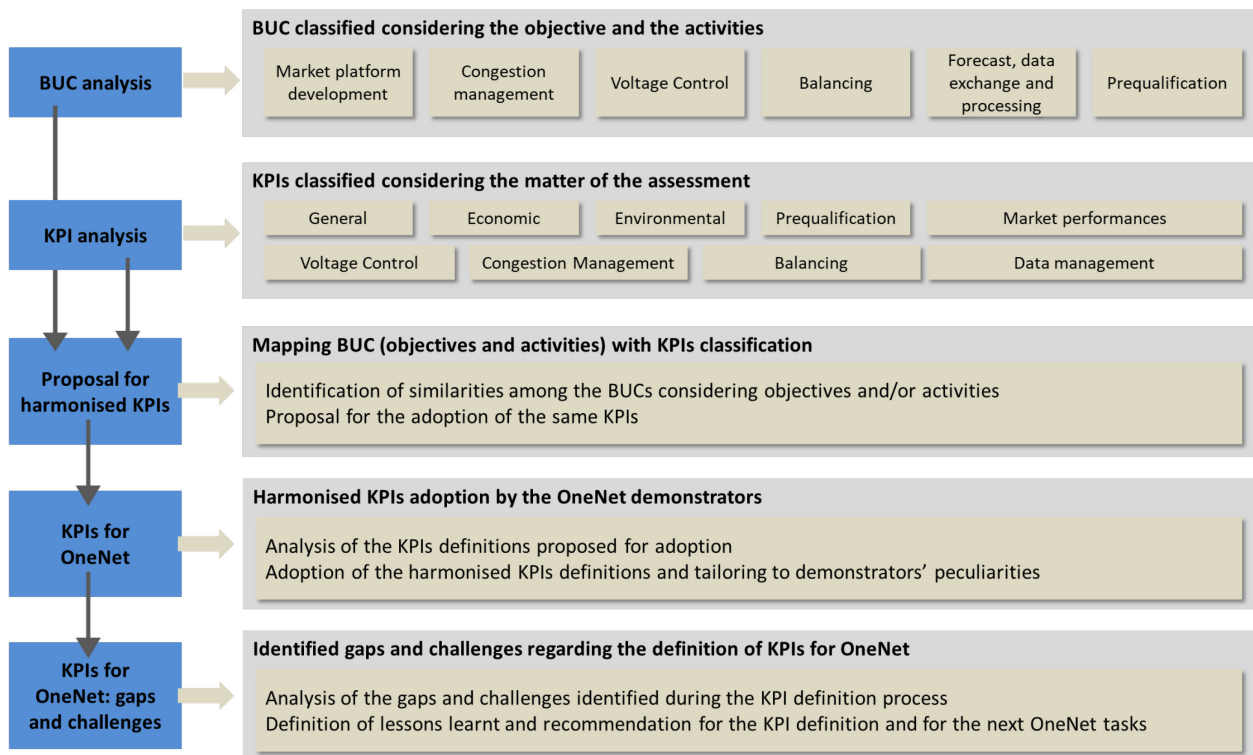 BUC analysis
BUC classified considering the objective and the activities
Market platform
development
Congestion
management
Voltage Control
Balancing
Forecast, data
exchange and
processing
Prequalification
KPI analysis
KPIs classified considering the matter of the assessment
General
Economic
Environmental
Prequalification
Market performances
Voltage Control
Congestion Management
Balancing
Data management
Proposal for
harmonised KPIs
Mapping BUC (objectives and activities) with KPIs classification
Identification of similarities among the BUCs considering objectives and/or activities
Proposal for the adoption of the same KPIs
KPIs for
OneNet
Harmonised KPIs adoption by the OneNet demonstrators
Analysis of the KPIs definitions proposed for adoption
Adoption of the harmonised KPIs definitions and tailoring to demonstrators’ peculiarities
KPIs for
OneNet: gaps
and challenges
Identified gaps and challenges regarding the definition of KPIs for OneNet
Analysis of the gaps and challenges identified during the KPI definition process
Definition of lessons learnt and recommendation for the KPI definition and for the next OneNet tasks